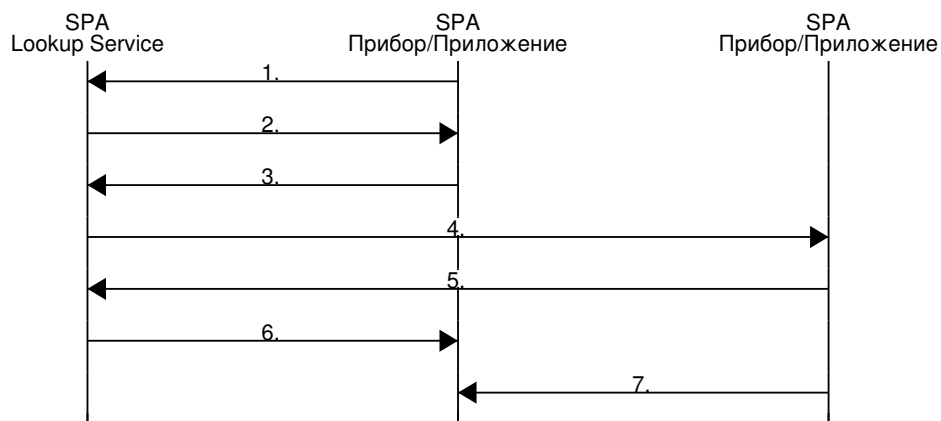 SPA
Lookup Service
SPA
Прибор/Приложение
SPA
Прибор/Приложение
1.
2.
3.
4.
5.
6.
7.